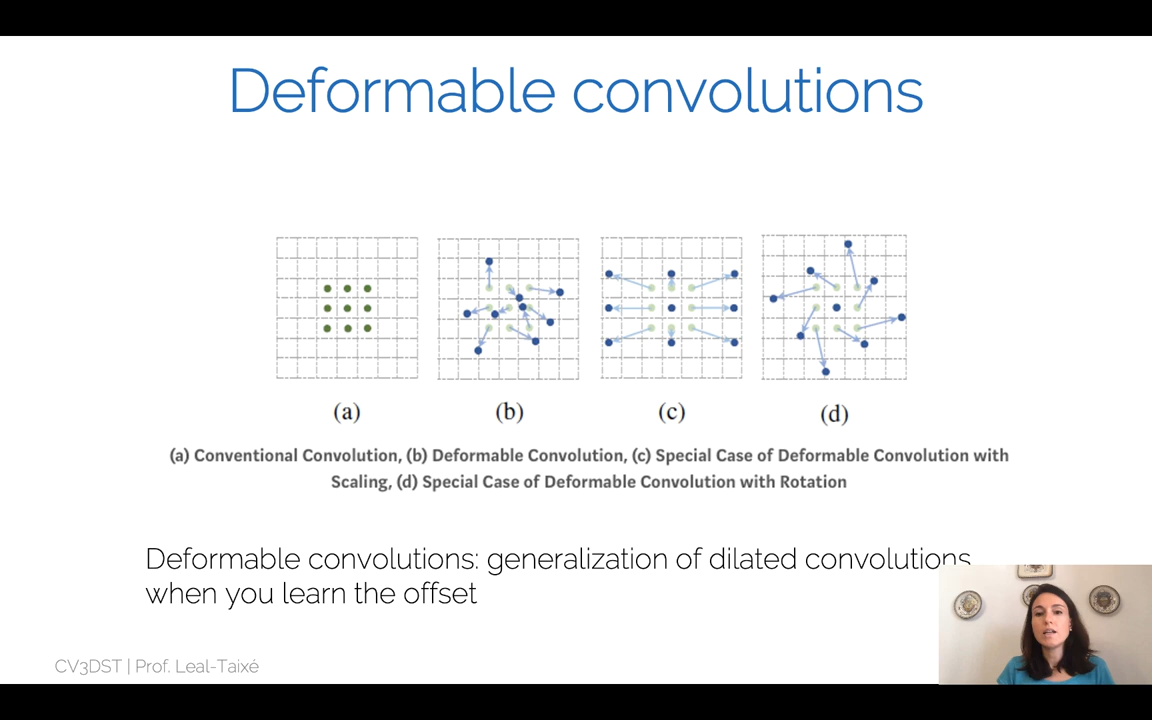 Deformable convolutions
(a) (b) (c) (d)
(a) Conventional Convolution, (b) Deformable Convolution, (c) Special Case of Deformable Convolution with
Scaling, (d) Special Case of Deformable Convolution with Rotation
Deformable convolutions: generalization of dilated convolutions
when you learn the offset
CV3DST | Prof. Leal-Taixé